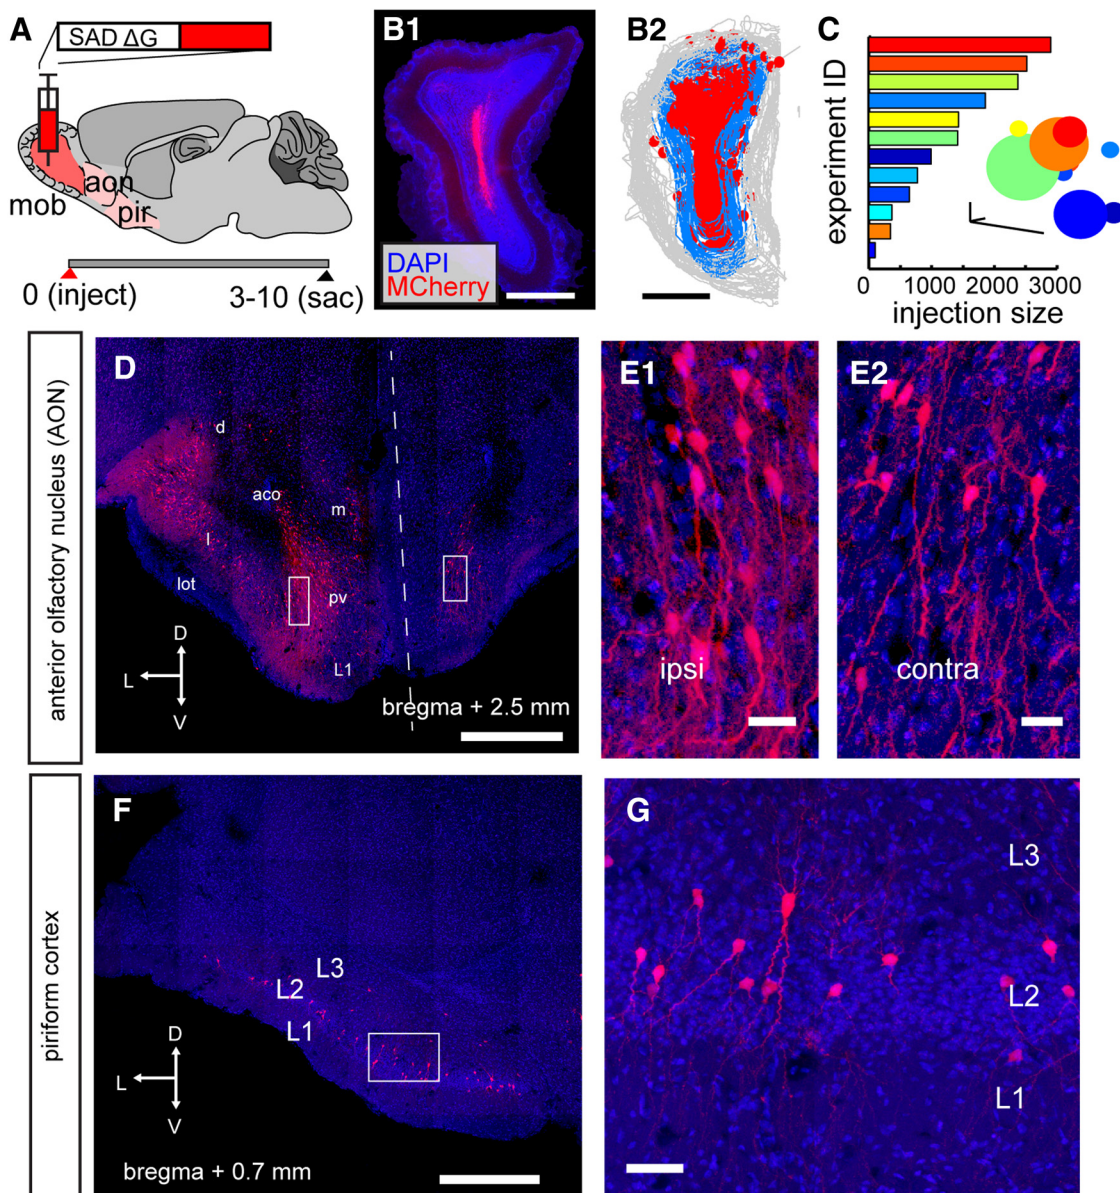 A
SAD ΔG
mob
aon
pir
0 (inject)
3-10 (sac)
B1
DAPI
MCherry
B2
C
experiment ID
0
1000
2000
3000
injection size
anterior olfactory nucleus (AON)
D
d
aco
m
l
lot
pv
L1
D
L
V
bregma + 2.5 mm
E1
ipsi
E2
contra
piriform cortex
F
L3
L2
L1
D
L
V
bregma + 0.7 mm
G
L3
L2
L1